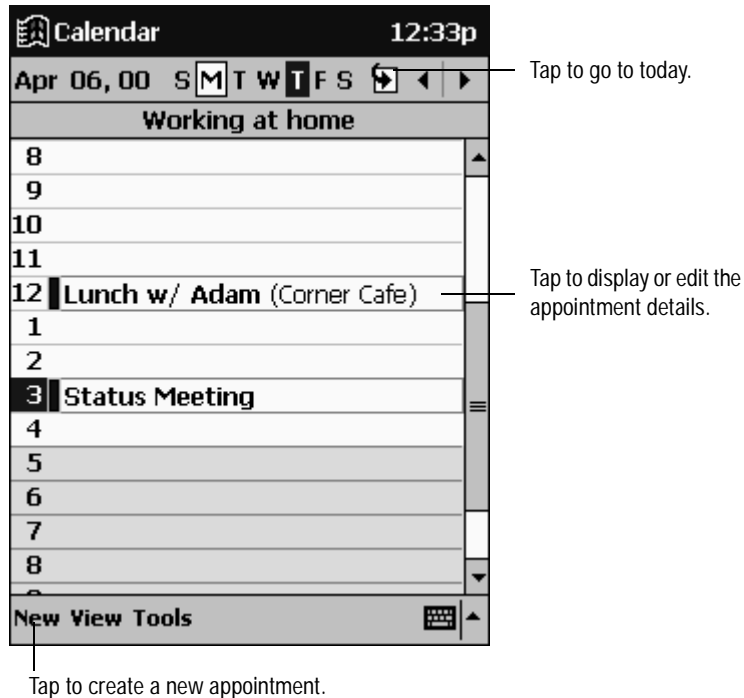 Calendar 12:33p
Apr 06, 00 S M T W T F S
Tap to go to today.
Working at home
8
9
10
11
12 Lunch w/ Adam (Corner Cafe)
Tap to display or edit the
appointment details.
1
2
3 Status Meeting
4
5
6
7
8
New View Tools
Tap to create a new appointment.